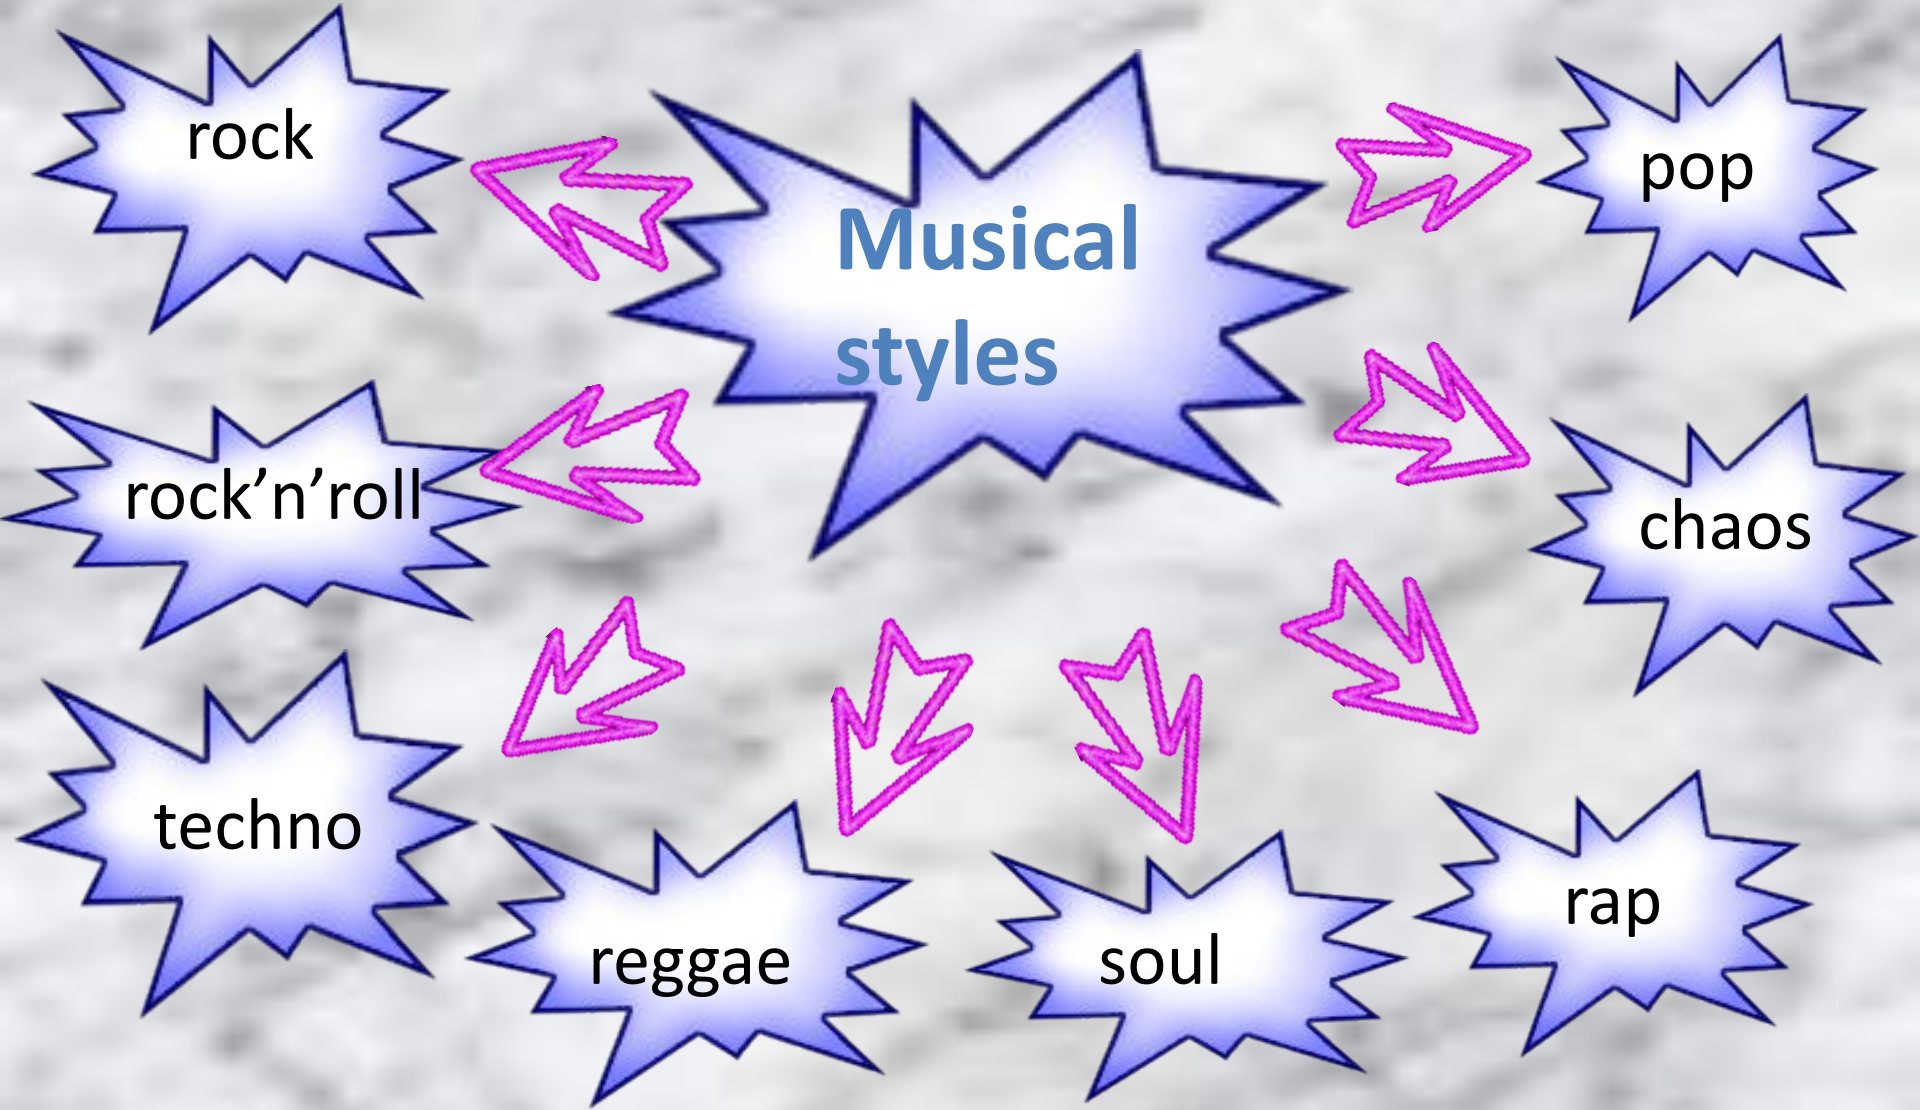 Musical
styles
rock
pop
rock’n’roll
chaos
techno
rap
reggae
soul